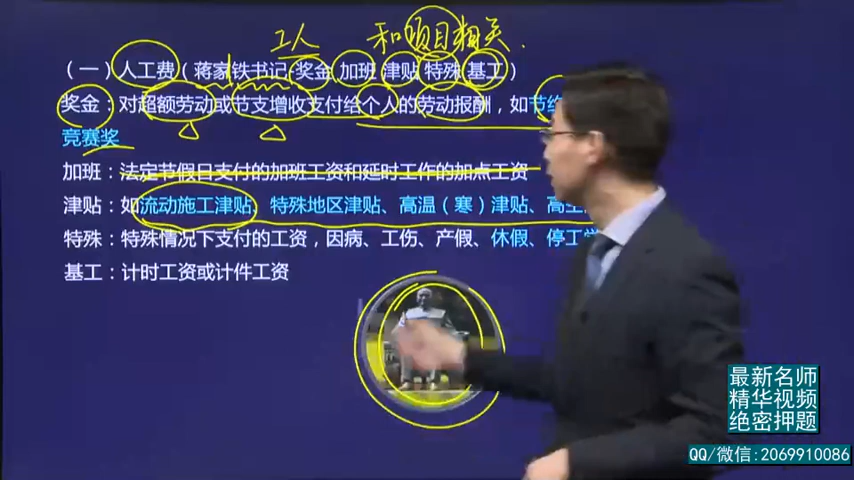 工人 和项目相关.
（一）人工费（蒋家铁书记 奖金 加班 津贴 特殊 基工）
奖金：对超额劳动或节支增收支付给个人的劳动报酬，如节约
竞赛奖
加班：法定节假日支付的加班工资和延时工作的加点工资
津贴：如流动施工津贴、特殊地区津贴、高温（寒）津贴、高空
特殊：特殊情况下支付的工资，因病、工伤、产假、休假、停工
基工：计时工资或计件工资
最新名师
精华视频
绝密押题
QQ/微信:2069910086